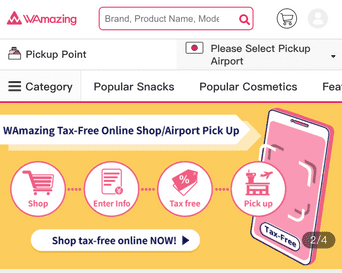 WAmazing
Brand, Product Name, Mode
Pickup Point
Please Select Pickup
Airport
Category
Popular Snacks
Popular Cosmetics
Fea
WAmazing Tax-Free Online Shop/Airport Pick Up
Shop
Enter Info
%
Tax free
Pick up
Shop tax-free online NOW!
Tax-Free
2/4